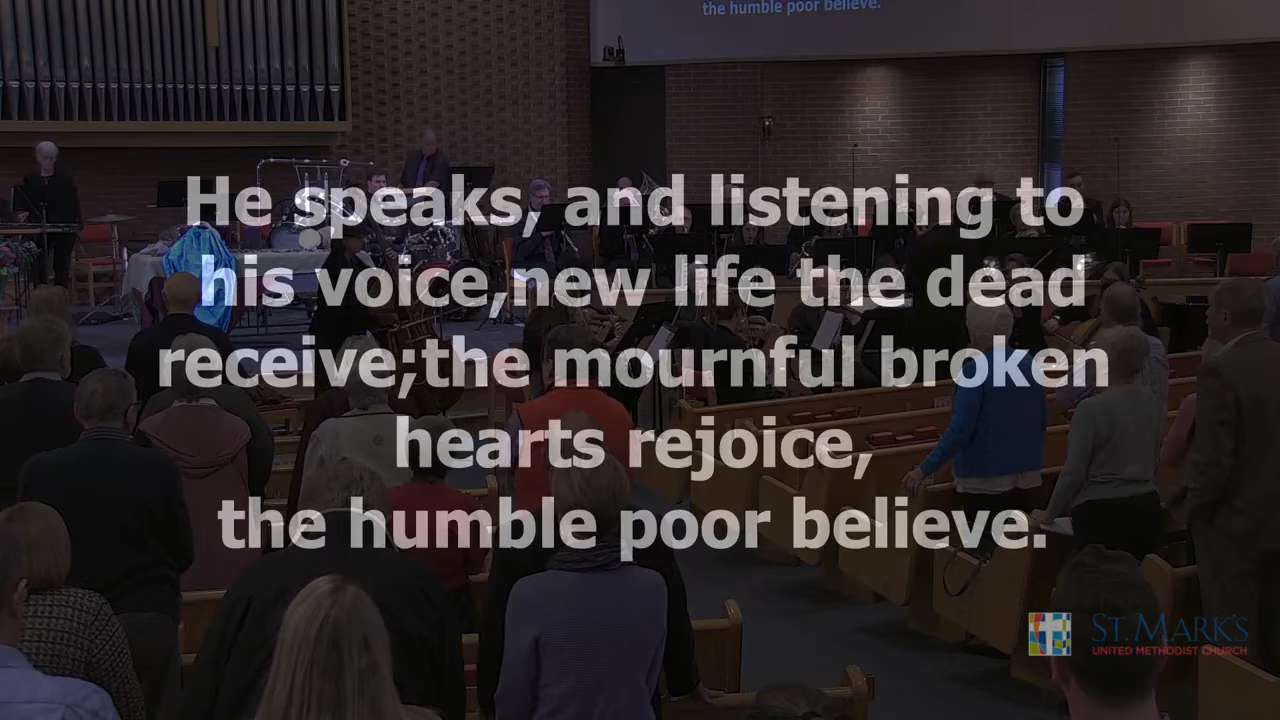 the humble poor believe.
He speaks, and listening to
his voice,new life the dead
receive;the mournful broken
hearts rejoice,
the humble poor believe.
ST. MARK'S
UNITED METHODIST CHURCH